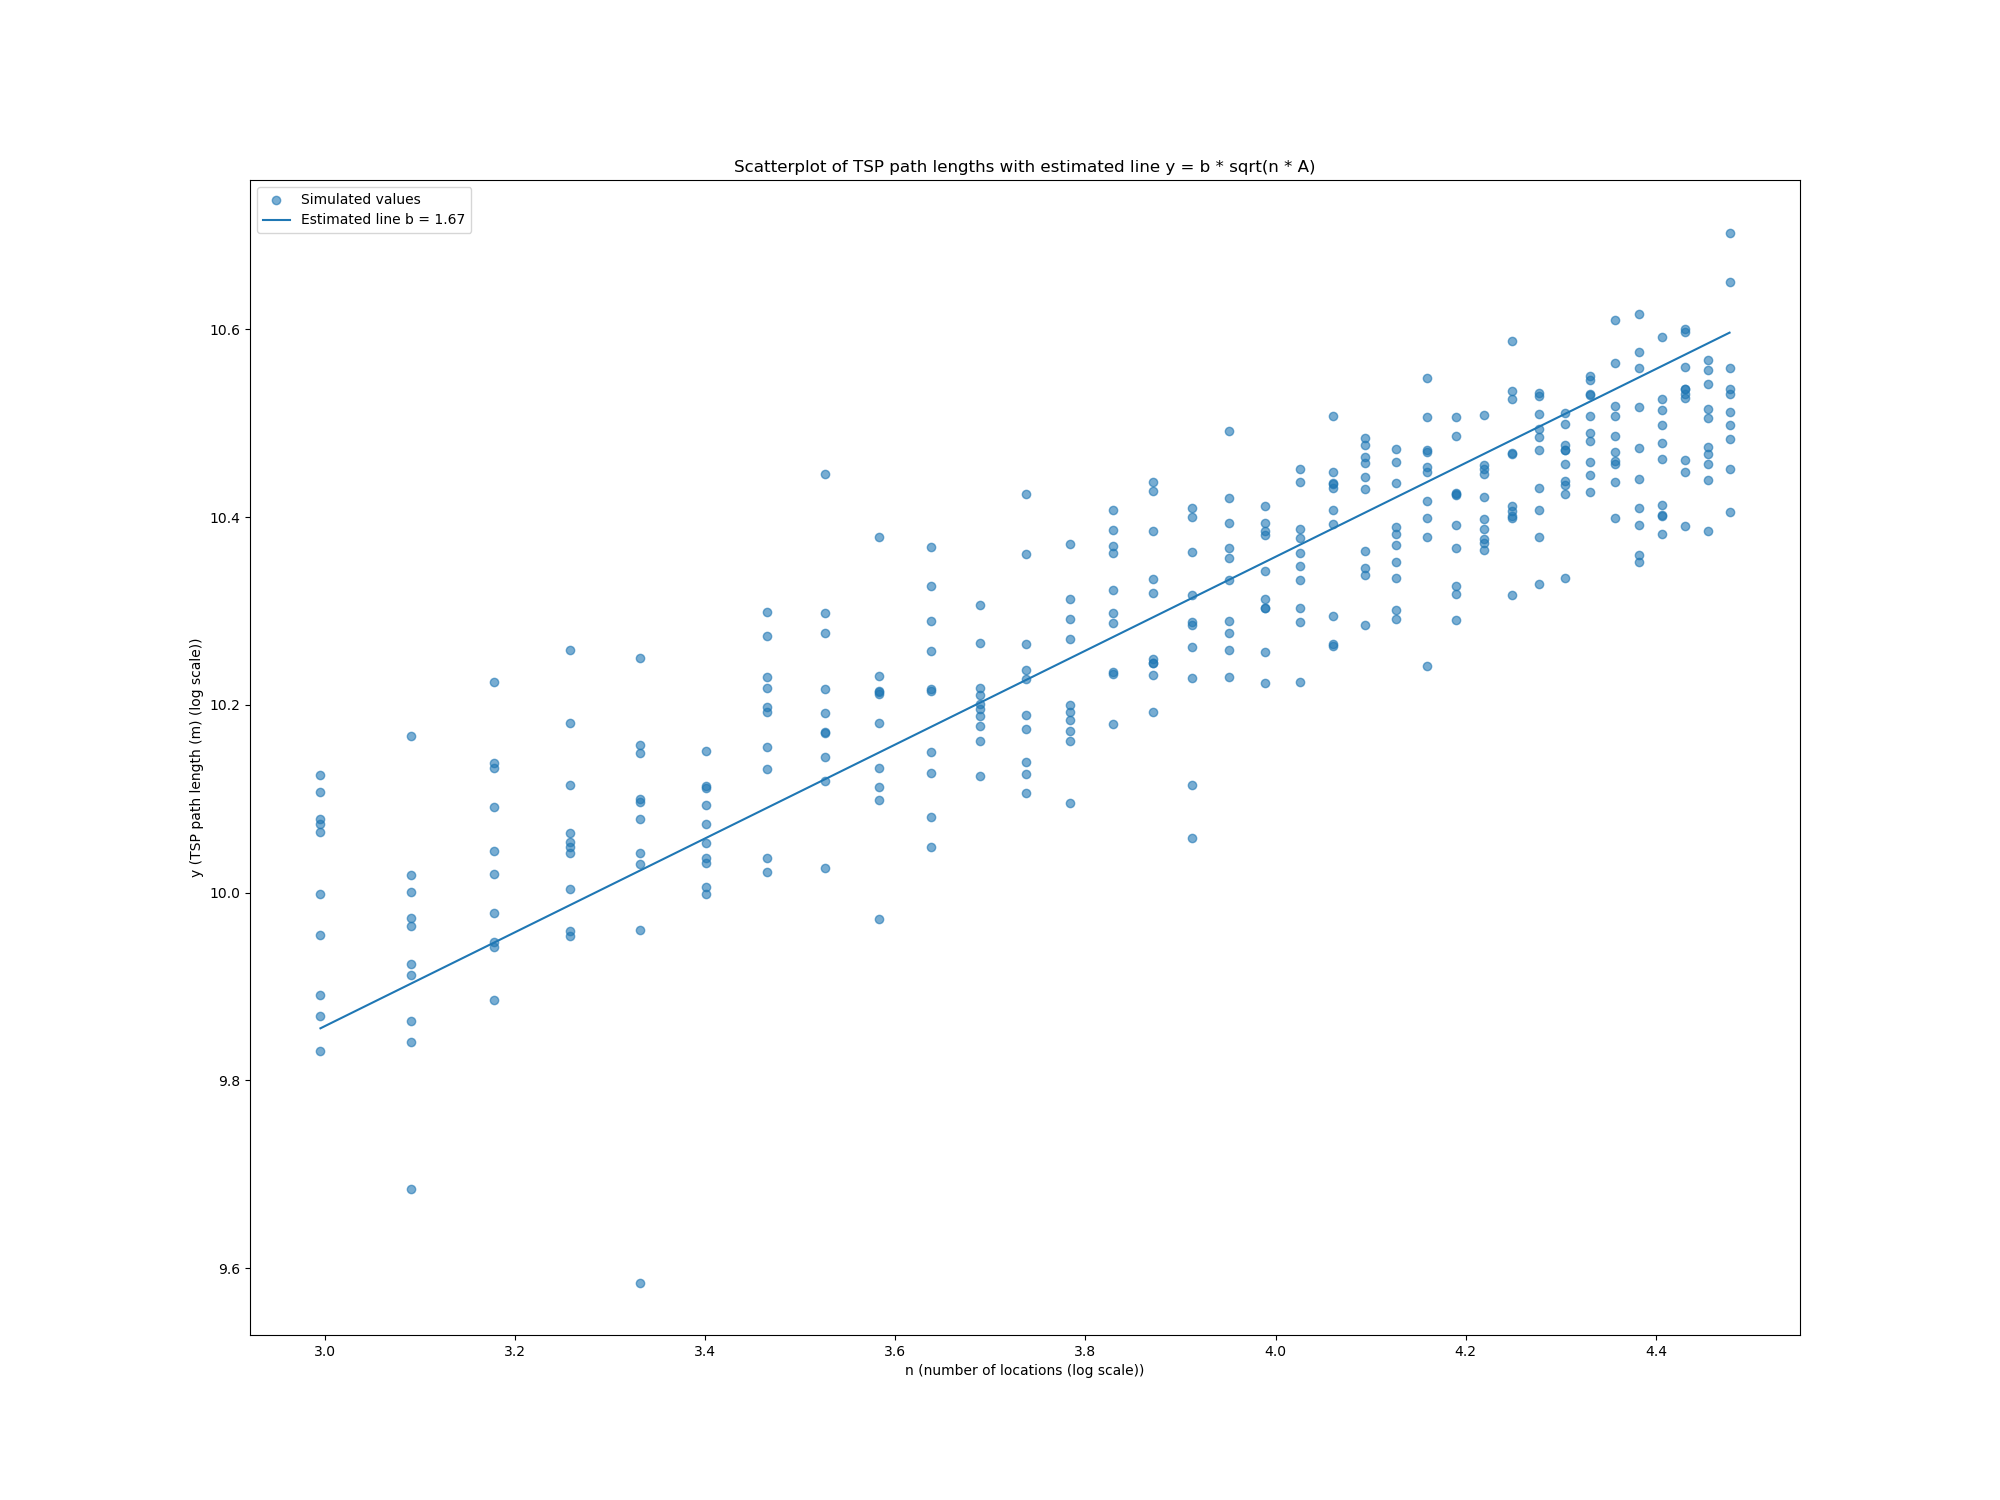 Scatterplot of TSP path lengths with estimated line y = b * sqrt(n * A)
Simulated values
Estimated line b = 1.67
y (TSP path length (m) (log scale))
10.6
10.4
10.2
10.0
9.8
9.6
3.0 3.2 3.4 3.6 3.8 4.0 4.2 4.4
n (number of locations (log scale))